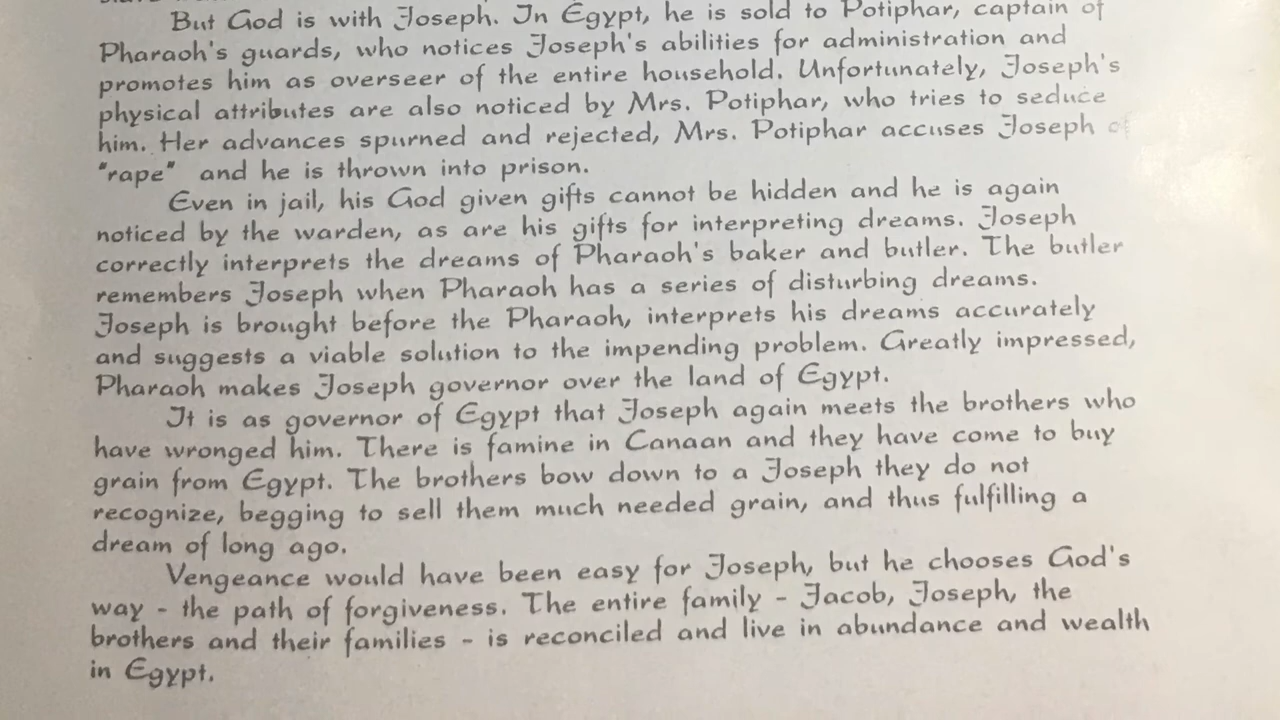 But God is with Joseph. In Egypt, he is sold to Potiphar, captain of
Pharaoh's guards, who notices Joseph's abilities for administration and
promotes him as overseer of the entire household. Unfortunately, Joseph's
physical attributes are also noticed by Mrs. Potiphar, who tries to seduce
him. Her advances spurned and rejected, Mrs. Potiphar accuses Joseph of
"rape" and he is thrown into prison.
Even in jail, his God given gifts cannot be hidden and he is again
noticed by the warden, as are his gifts for interpreting dreams. Joseph
correctly interprets the dreams of Pharaoh's baker and butler. The butler
remembers Joseph when Pharaoh has a series of disturbing dreams.
Joseph is brought before the Pharaoh, interprets his dreams accurately
and suggests a viable solution to the impending problem. Greatly impressed,
Pharaoh makes Joseph governor over the land of Egypt.
It is as governor of Egypt that Joseph again meets the brothers who
have wronged him. There is famine in Canaan and they have come to buy
grain from Egypt. The brothers bow down to a Joseph they do not
recognize, begging to sell them much needed grain, and thus fulfilling a
dream of long ago.
Vengeance would have been easy for Joseph, but he chooses God's
way - the path of forgiveness. The entire family - Jacob, Joseph, the
brothers and their families - is reconciled and live in abundance and wealth
in Egypt.